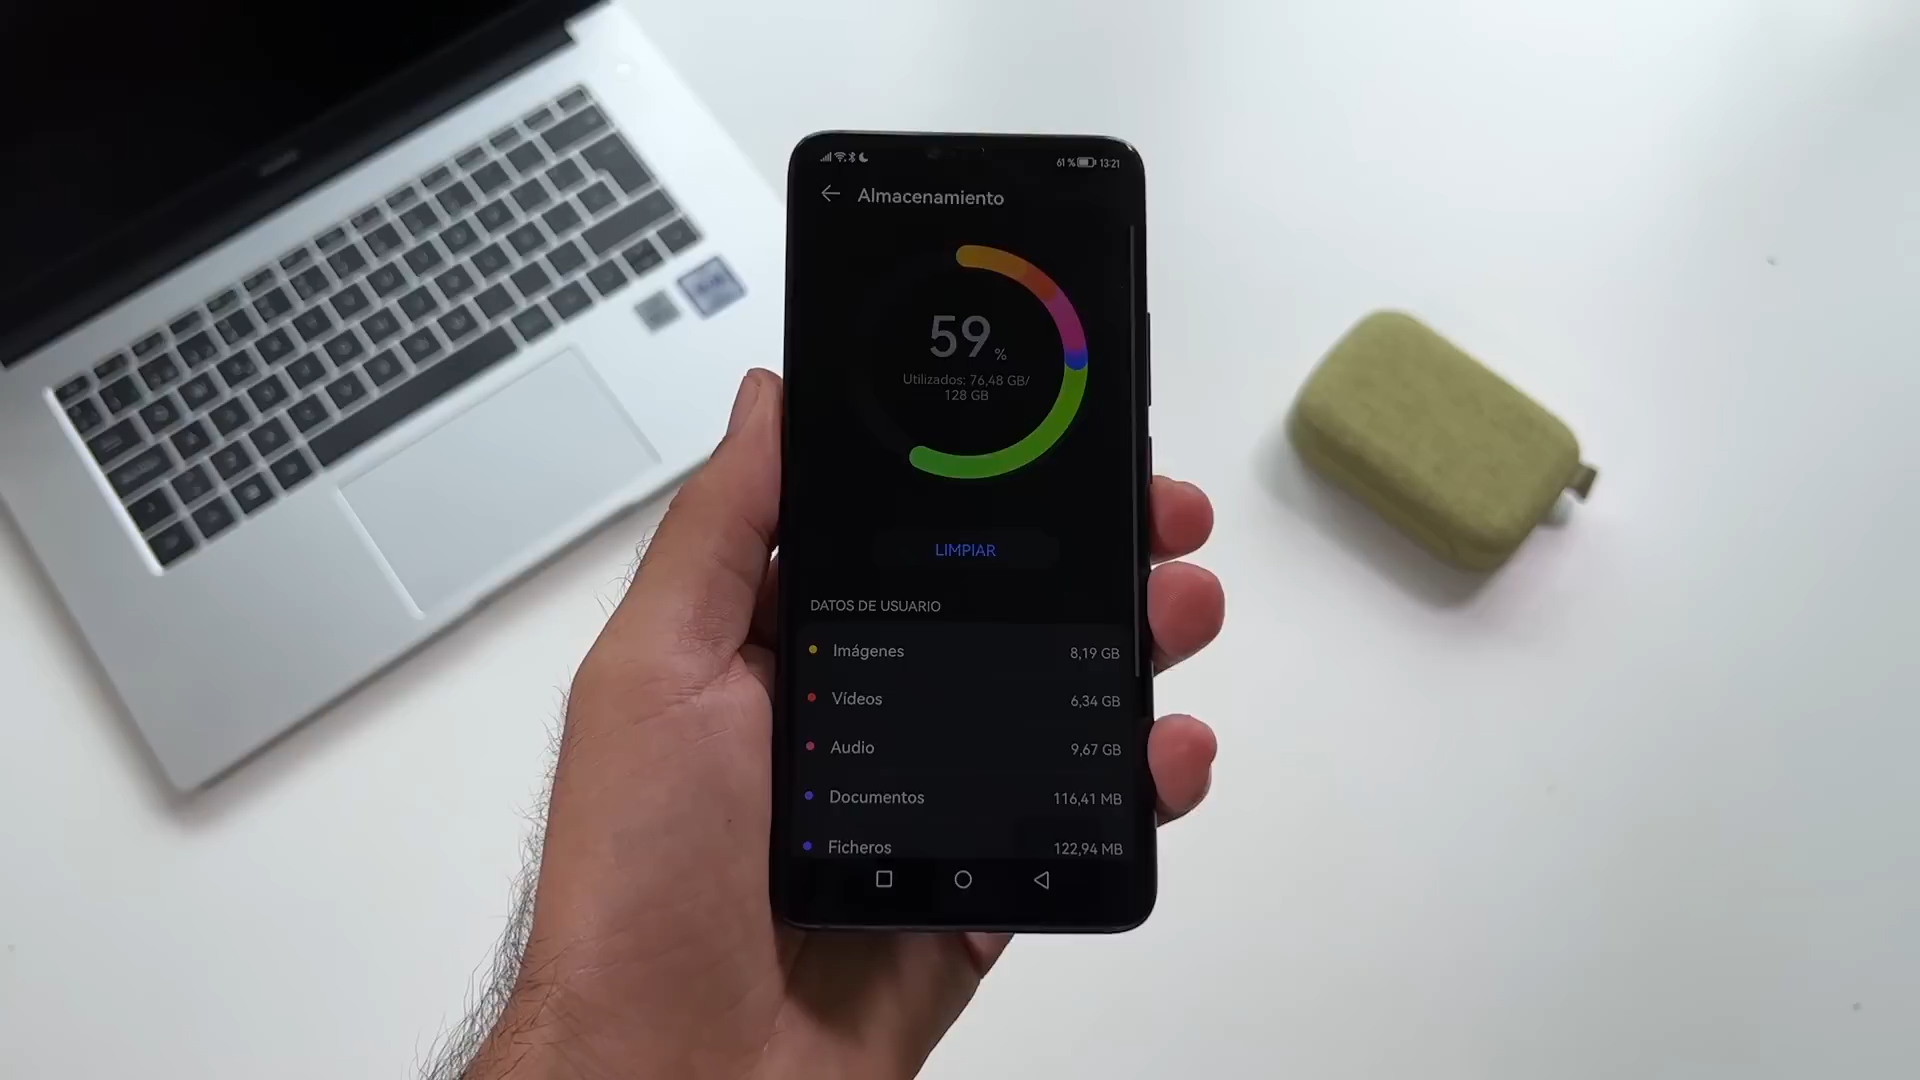 61 % 13:21
Almacenamiento
59 %
Utilizados: 76,48 GB/
128 GB
LIMPIAR
DATOS DE USUARIO
Imágenes 8,19 GB
Vídeos 6,34 GB
Audio 9,67 GB
Documentos 116,41 MB
Ficheros 122,94 MB